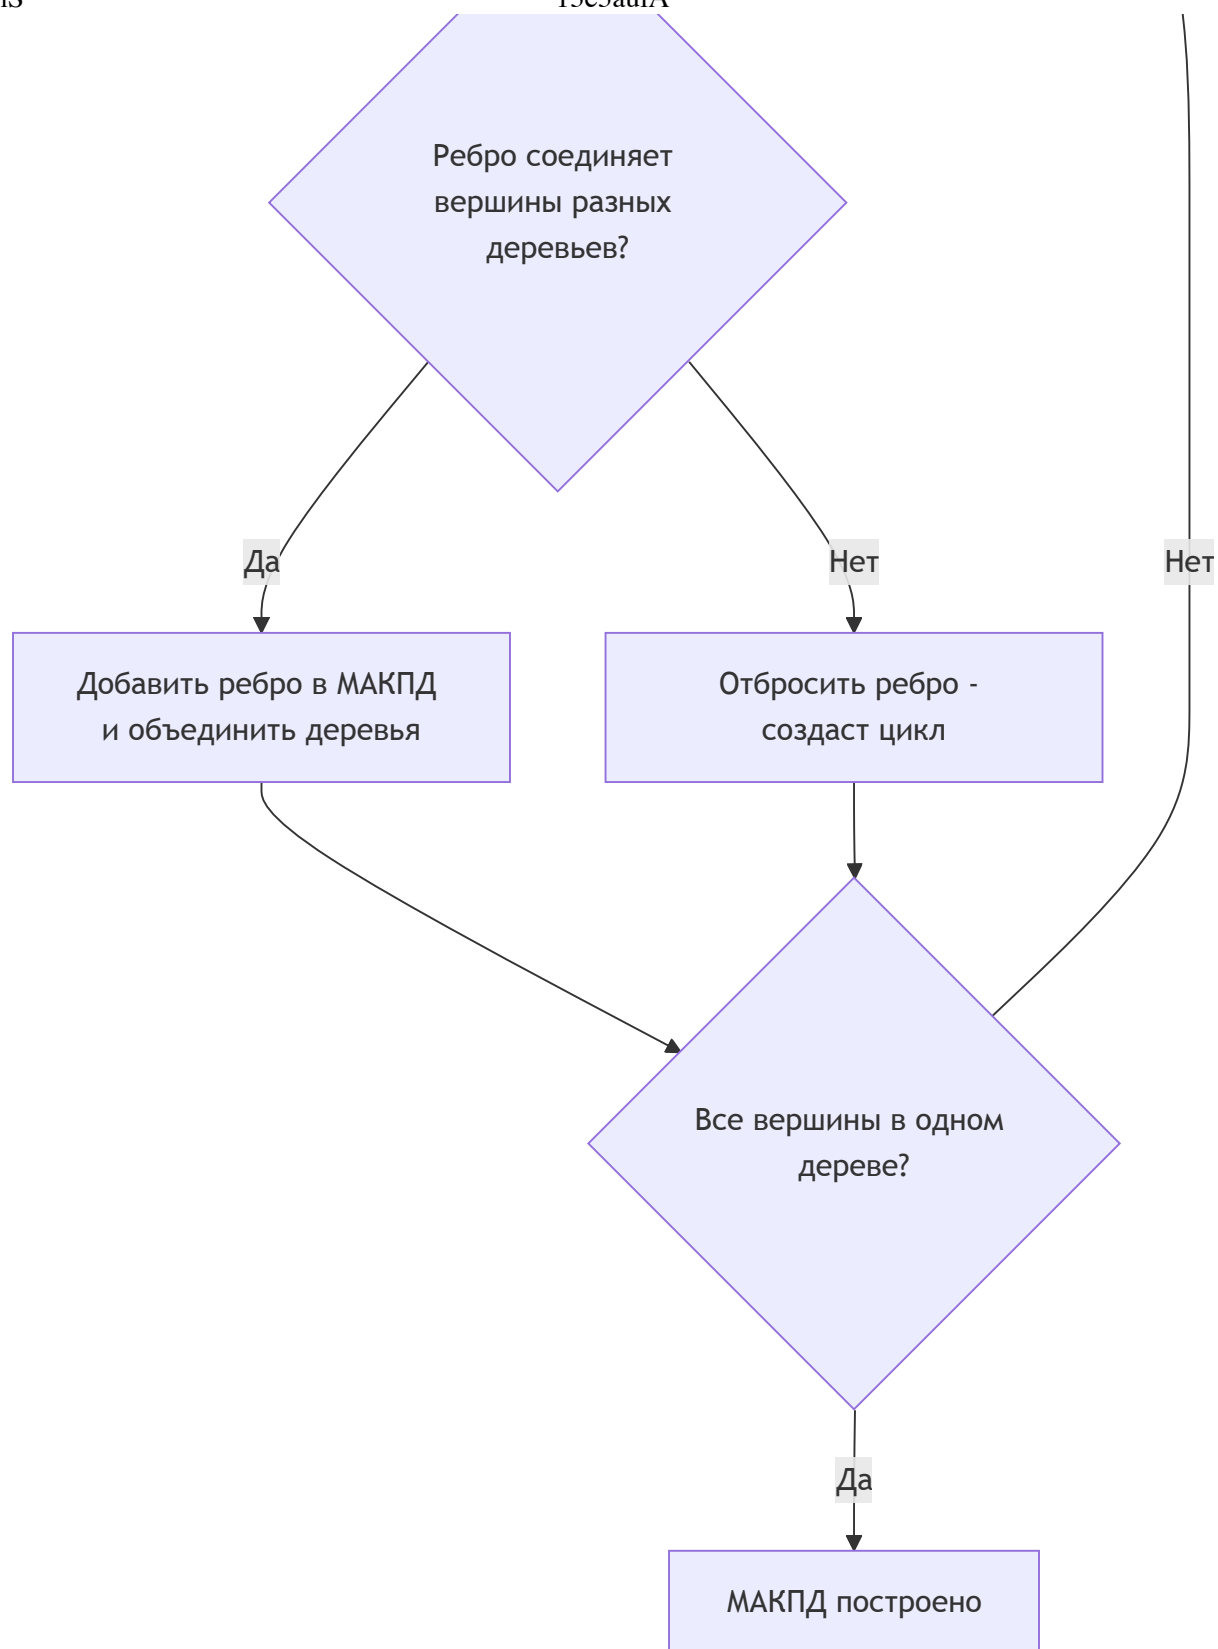 Ребро соединяет
вершины разных
деревьев?
Да
Нет
Нет
Добавить ребро в МАКПД
и объединить деревья
Отбросить ребро -
создаст цикл
Все вершины в одном
дереве?
Да
МАКПД построено